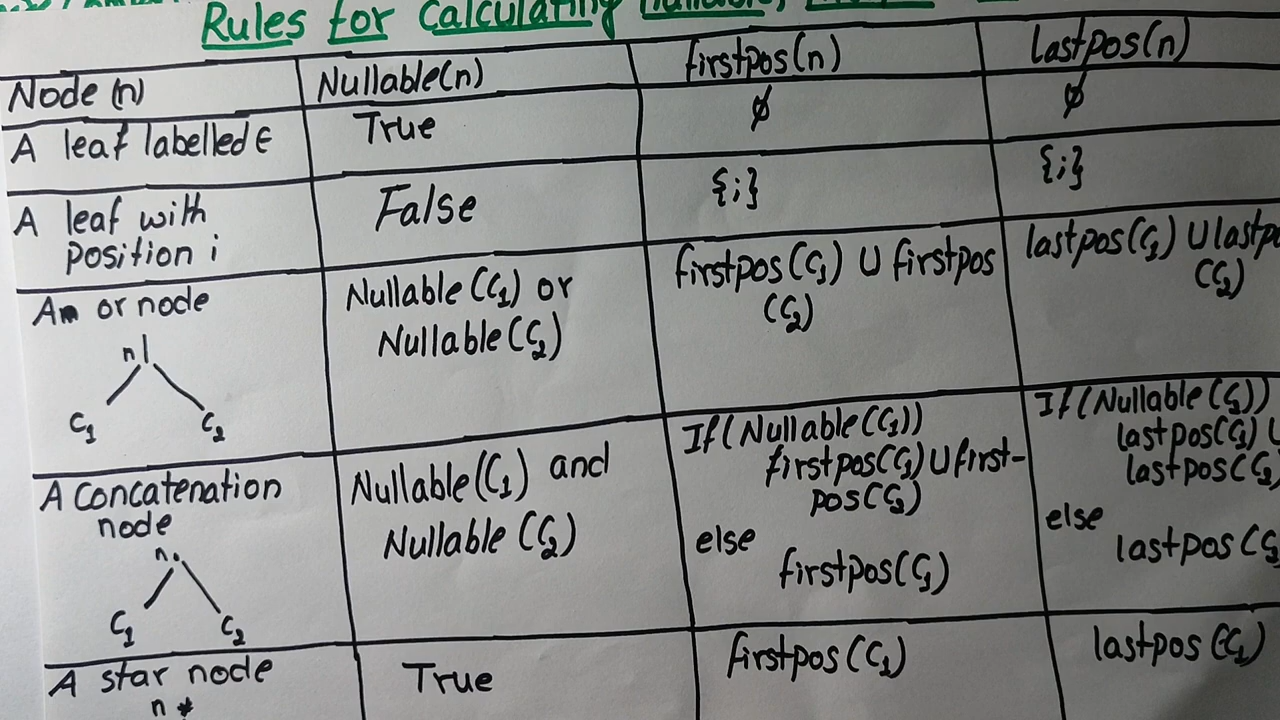 Rules for Calculating
Node (n) Nullable(n) firstpos(n) lastpos(n)
A leaf labelled ϵ True ϕ ϕ
A leaf with False {i} {i}
position i
An or node Nullable(C1) or firstpos(C1) U firstpos lastpos(C1) U
Nullable(C2) (C2) (C2)
n |
C1 C2
A Concatenation Nullable(C1) and If(Nullable(C1)) If(Nullable(
node Nullable (C2) firstpos(C1) U first- lastpos(C1) U
pos(C2) lastpos(C2)
n . else else
firstpos(C1) lastpos(
C1 C2
A star node True firstpos(C1) lastpos(C1)
n *